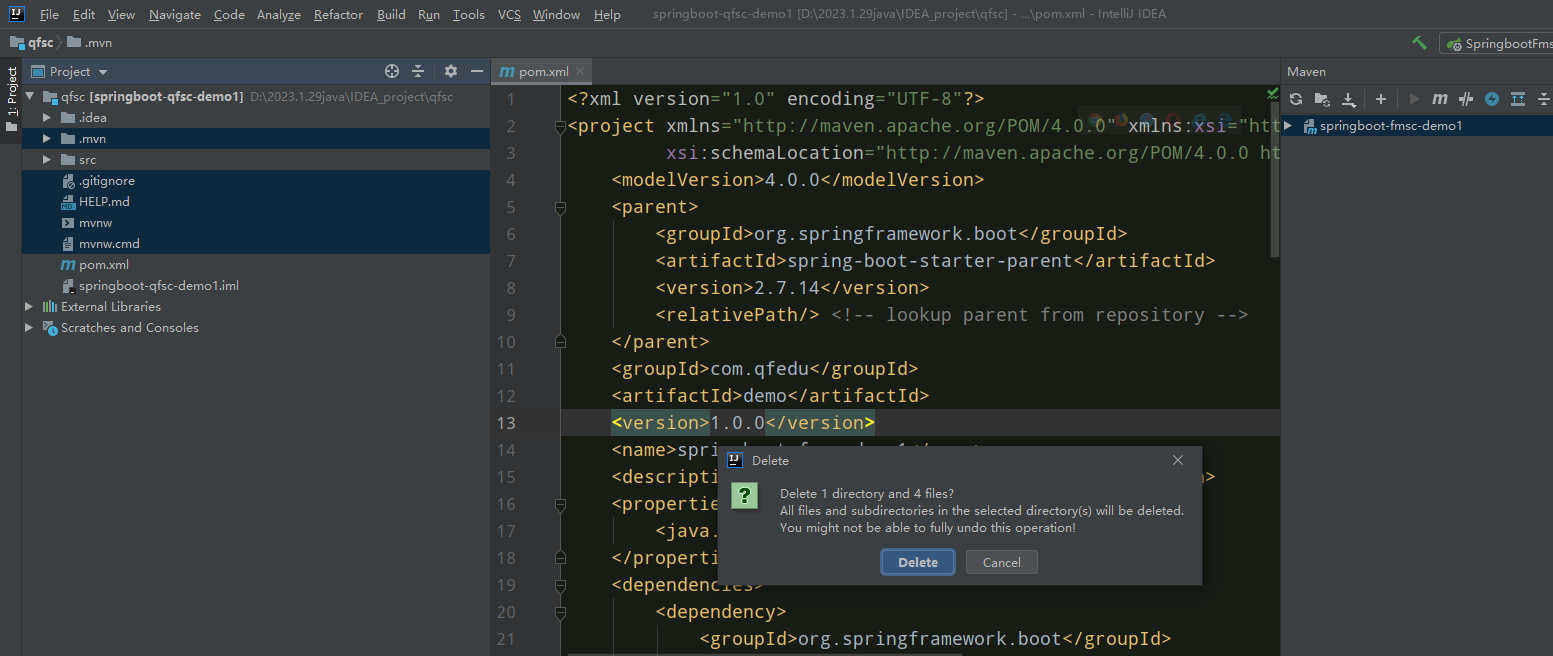 File Edit View Navigate Code Analyze Refactor Build Run Tools VCS Window Help springboot-qfsc-demo1 [D:\2023.1.29java\IDEA_project\qfsc] - ...\pom.xml - IntelliJ IDEA
qfsc .mvn
SpringbootFms
1: Project
Project
pom.xml
Maven
qfsc [springboot-qfsc-demo1] D:\2023.1.29java\IDEA_project\qfsc
.idea
.mvn
src
.gitignore
HELP.md
mvnw
mvnw.cmd
pom.xml
springboot-qfsc-demo1.iml
External Libraries
Scratches and Consoles
1 <?xml version="1.0" encoding="UTF-8"?>
2 <project xmlns="http://maven.apache.org/POM/4.0.0" xmlns:xsi="htt
3 xsi:schemaLocation="http://maven.apache.org/POM/4.0.0 ht
4 <modelVersion>4.0.0</modelVersion>
5 <parent>
6 <groupId>org.springframework.boot</groupId>
7 <artifactId>spring-boot-starter-parent</artifactId>
8 <version>2.7.14</version>
9 <relativePath/> <!-- lookup parent from repository -->
10 </parent>
11 <groupId>com.qfedu</groupId>
12 <artifactId>demo</artifactId>
13 <version>1.0.0</version>
14 <name>spri
15 <descripti >
16 <propertie
17 <java.
18 </properti
19 <dependencies>
20 <dependency>
21 <groupId>org.springframework.boot</groupId>
springboot-fmsc-demo1
Delete
Delete 1 directory and 4 files?
All files and subdirectories in the selected directory(s) will be deleted.
You might not be able to fully undo this operation!
Delete Cancel